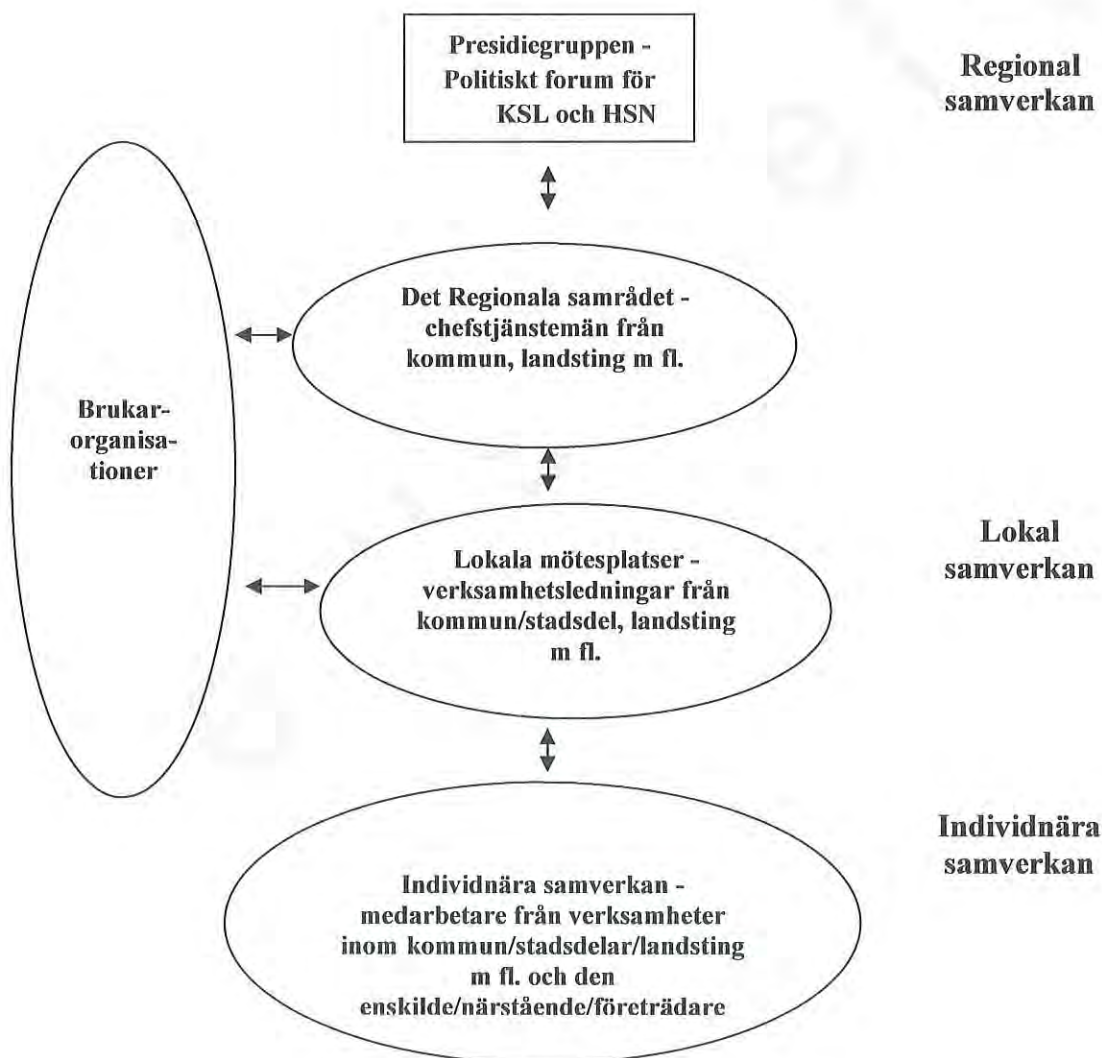 Presidiegruppen -
Politiskt forum för
KSL och HSN
Regional
samverkan
Det Regionala samrådet -
chefstjänstemän från
kommun, landsting m fl.
Brukar-
organisa-
tioner
Lokala mötesplatser -
verksamhetsledningar från
kommun/stadsdel, landsting
m fl.
Lokal
samverkan
Individnära
samverkan
Individnära samverkan -
medarbetare från verksamheter
inom kommun/stadsdelar/landsting
m fl. och den
enskilde/närstående/företrädare